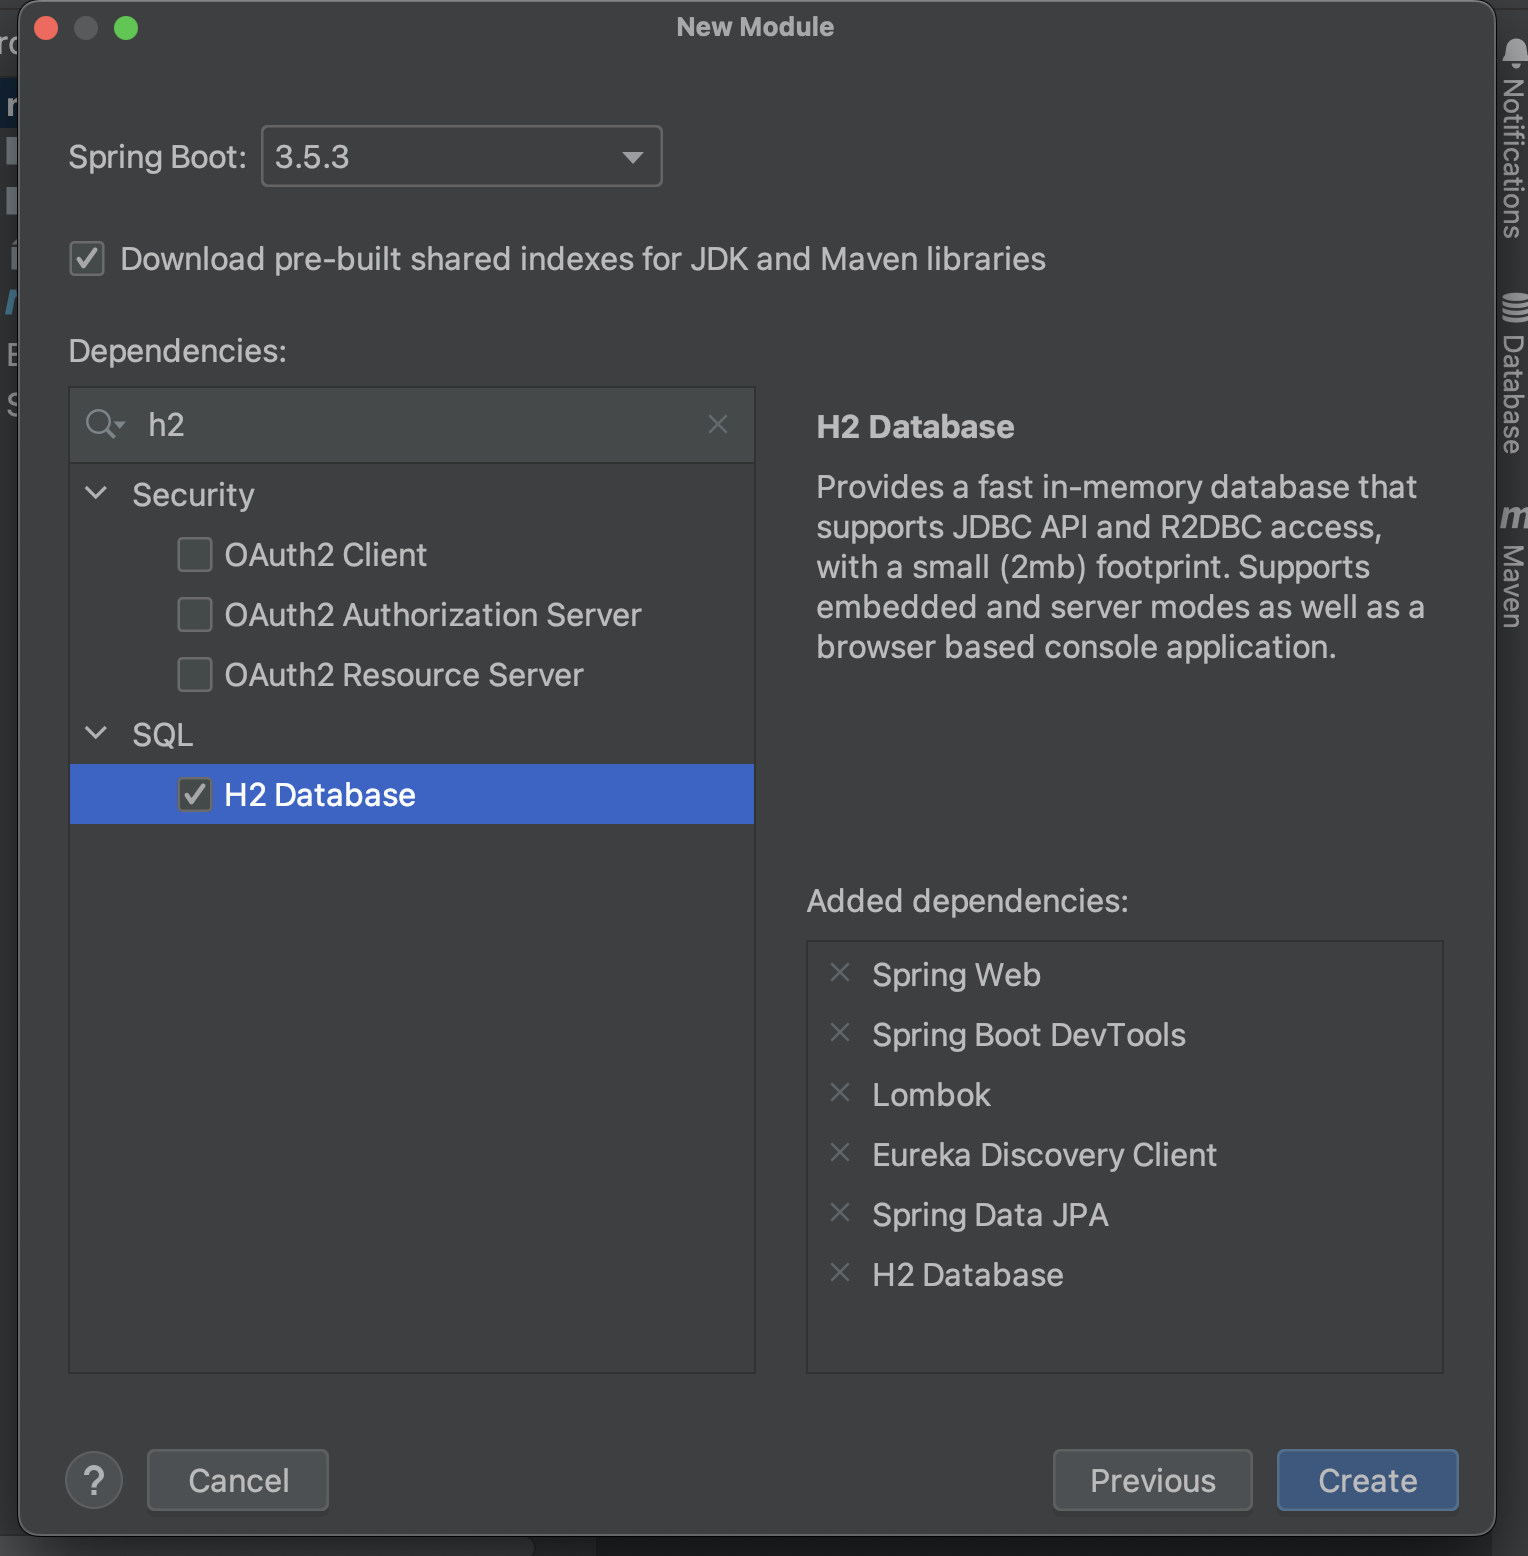 New Module
Spring Boot: 3.5.3
Download pre-built shared indexes for JDK and Maven libraries
Dependencies:
h2
Security
OAuth2 Client
OAuth2 Authorization Server
OAuth2 Resource Server
SQL
H2 Database
H2 Database
Provides a fast in-memory database that
supports JDBC API and R2DBC access,
with a small (2mb) footprint. Supports
embedded and server modes as well as a
browser based console application.
Added dependencies:
Spring Web
Spring Boot DevTools
Lombok
Eureka Discovery Client
Spring Data JPA
H2 Database
?
Cancel
Previous
Create
Notifications
Database
Maven